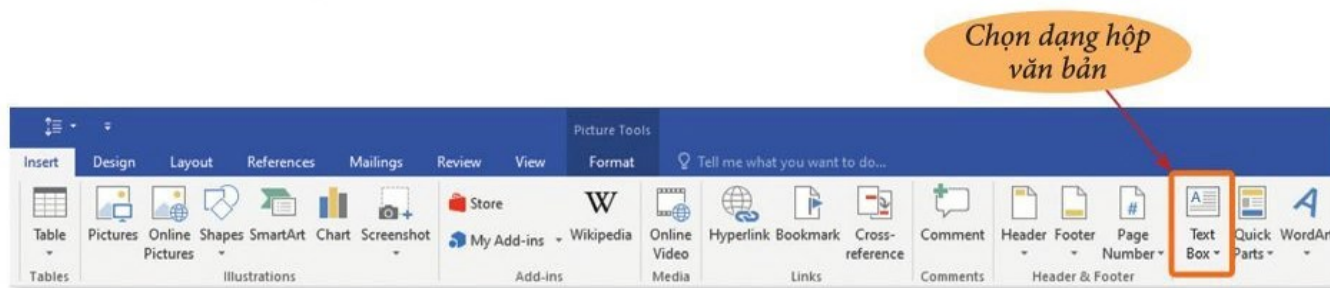 Chọn dạng hộp
văn bản
Picture Tools
Insert Design Layout References Mailings Review View Format Tell me what you want to do...
Table Pictures Online Pictures Shapes SmartArt Chart Screenshot Store My Add-ins Wikipedia Online Video Hyperlink Bookmark Cross-reference Comment Header Footer Page Number Text Box Quick Parts WordArt
Tables Illustrations Add-ins Media Links Comments Header & Footer